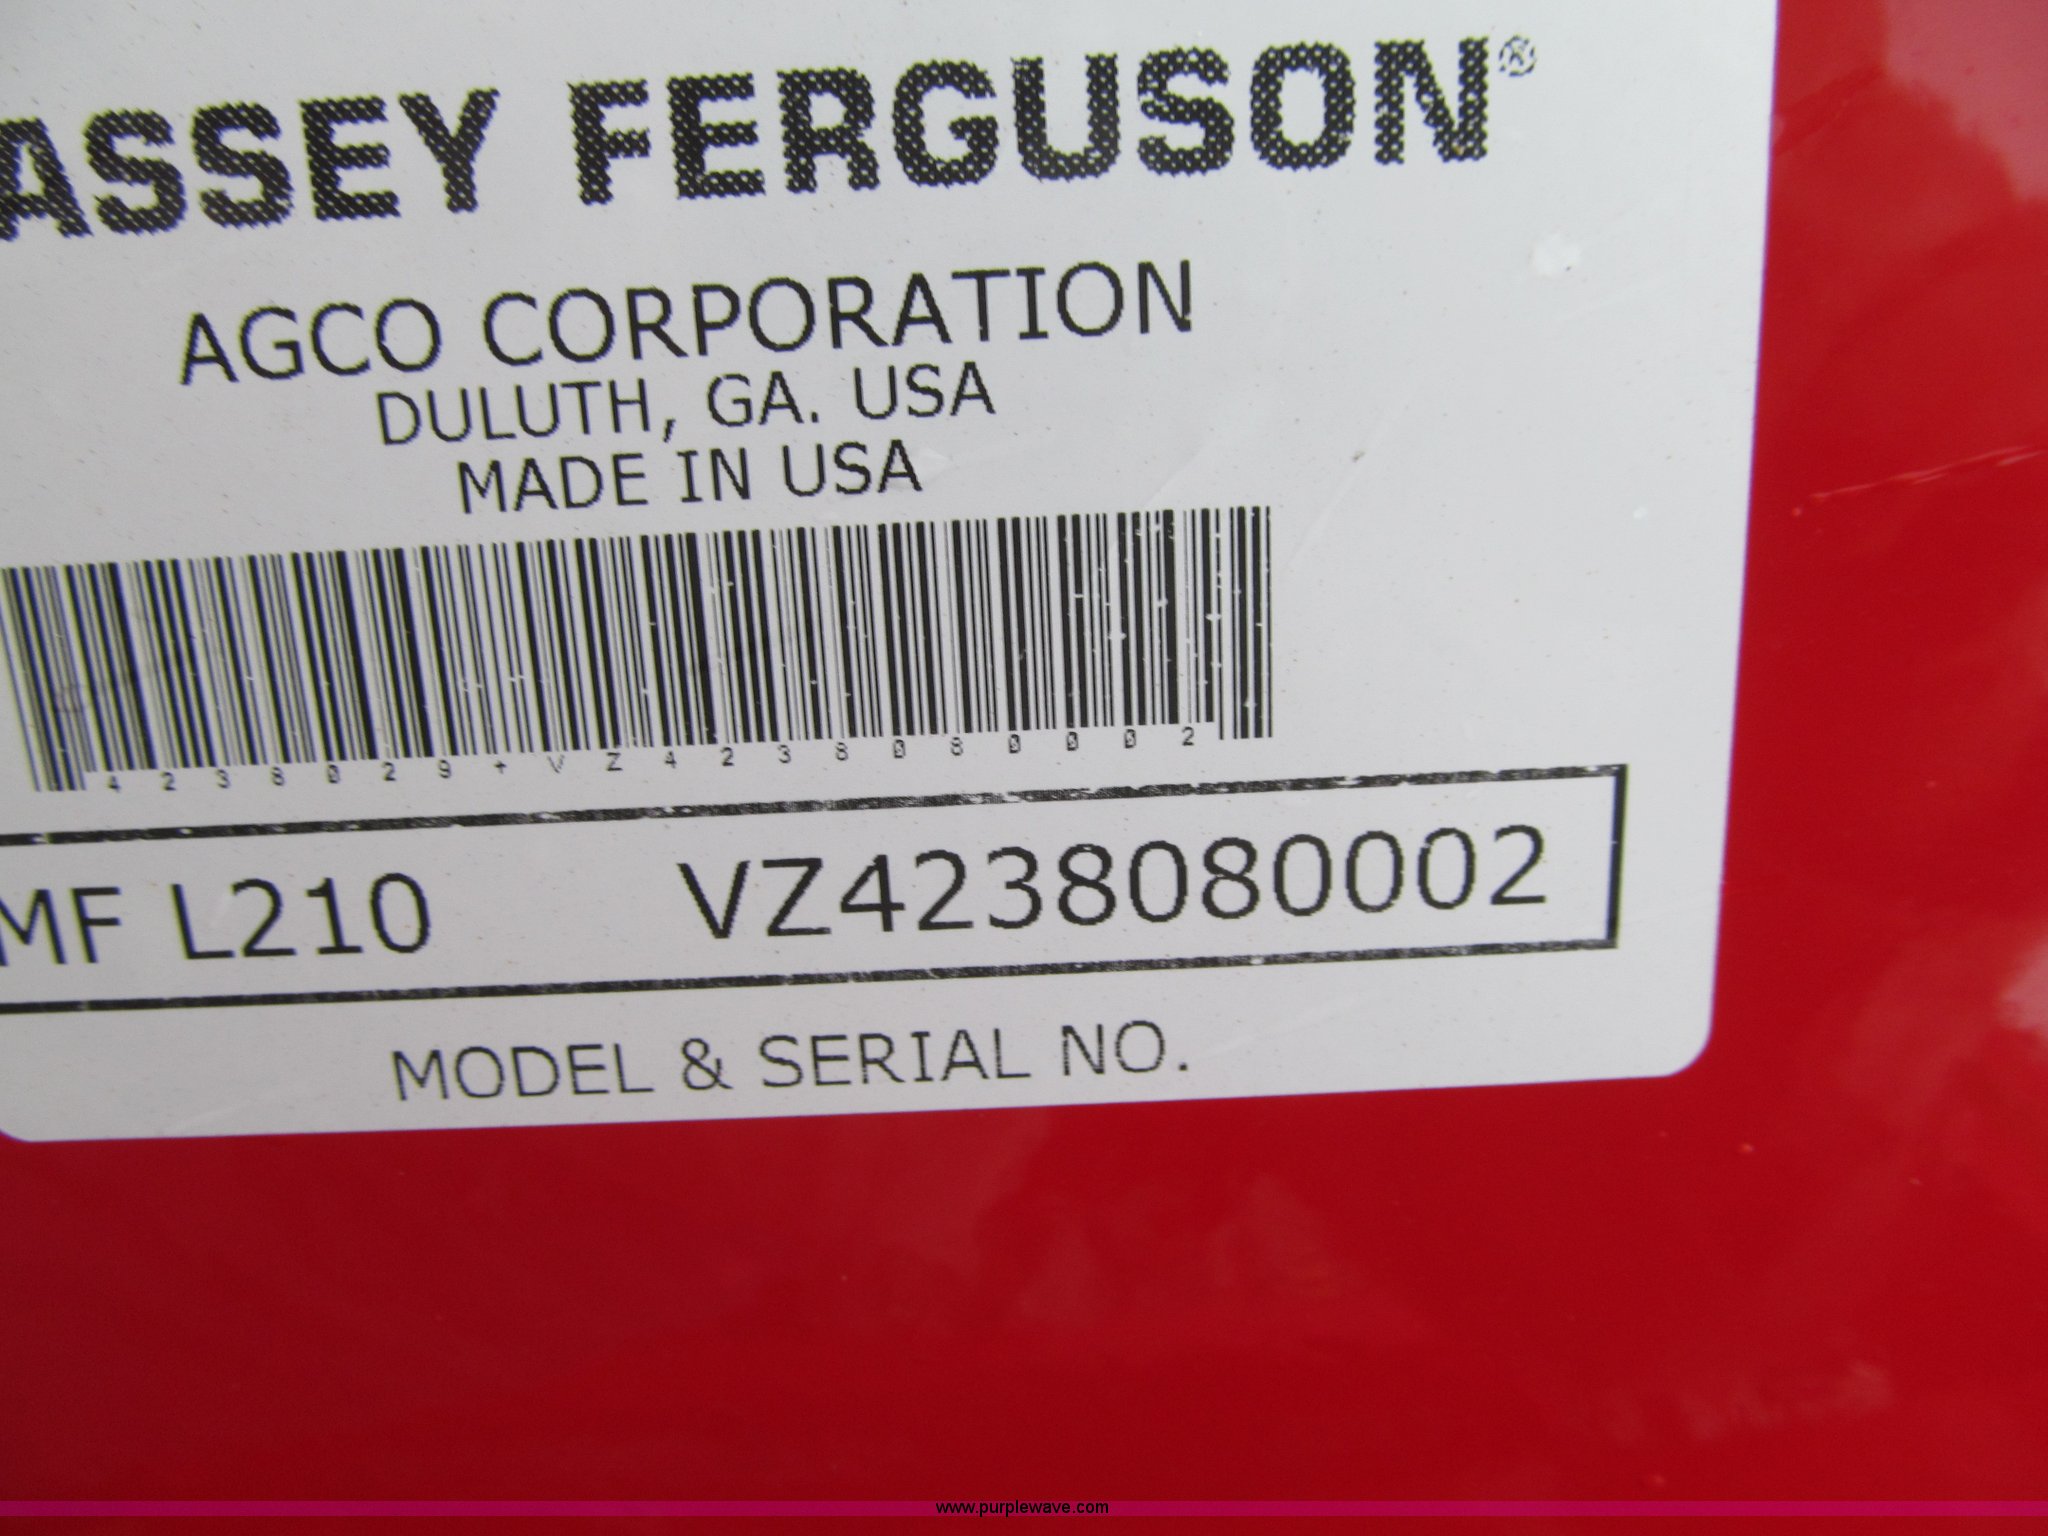 ASSEY FERGUSON®
AGCO CORPORATION
DULUTH, GA. USA
MADE IN USA
4238029+VZ4238080002
MF L210 VZ4238080002
MODEL & SERIAL NO.
www.purplewave.com